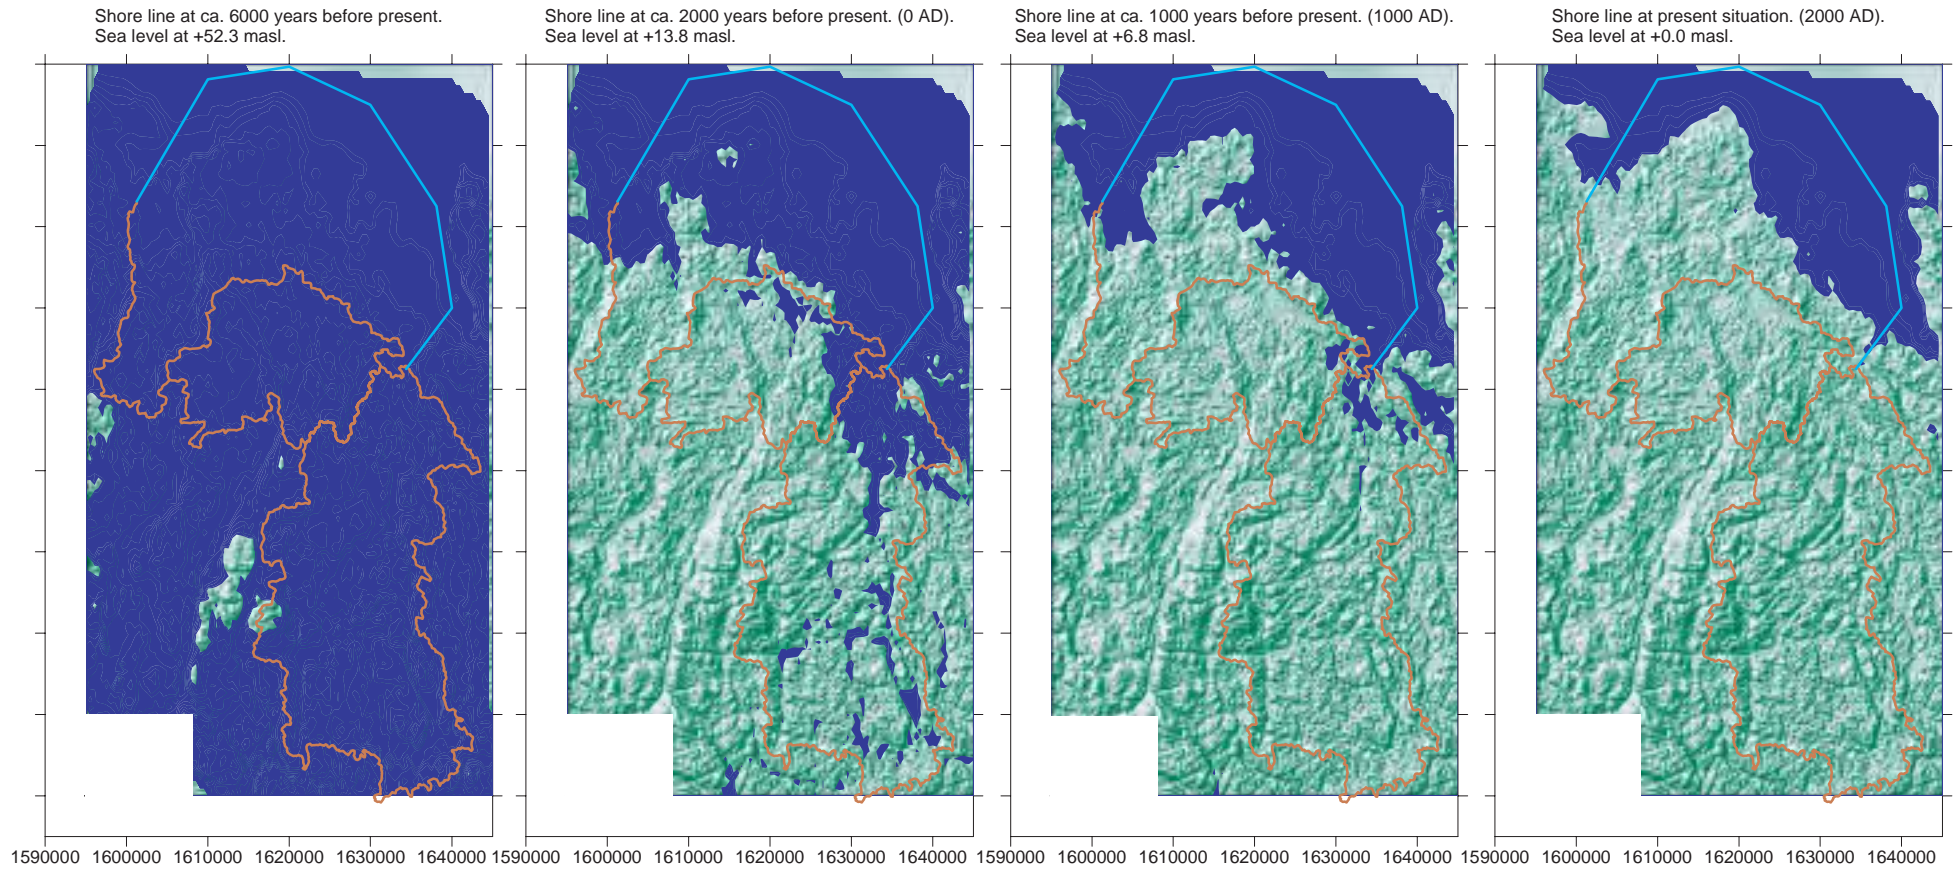 Shore line at ca. 6000 years before present.
Sea level at +52.3 masl.
Shore line at ca. 2000 years before present. (0 AD).
Sea level at +13.8 masl.
Shore line at ca. 1000 years before present. (1000 AD).
Sea level at +6.8 masl.
Shore line at present situation. (2000 AD).
Sea level at +0.0 masl.
1590000 1600000 1610000 1620000 1630000 1640000
1590000 1600000 1610000 1620000 1630000 1640000
1590000 1600000 1610000 1620000 1630000 1640000
1590000 1600000 1610000 1620000 1630000 1640000